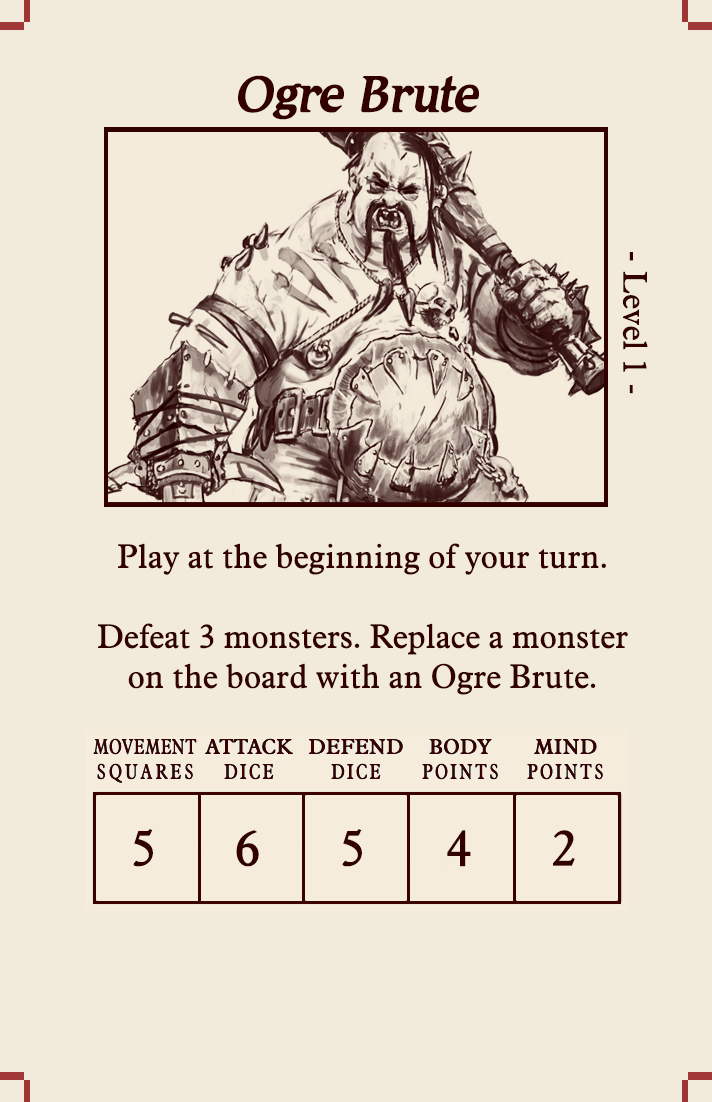 Ogre Brute
- Level 1 -
Play at the beginning of your turn.
Defeat 3 monsters. Replace a monster
on the board with an Ogre Brute.
MOVEMENT ATTACK DEFEND BODY MIND
SQUARES DICE DICE POINTS POINTS
5 6 5 4 2